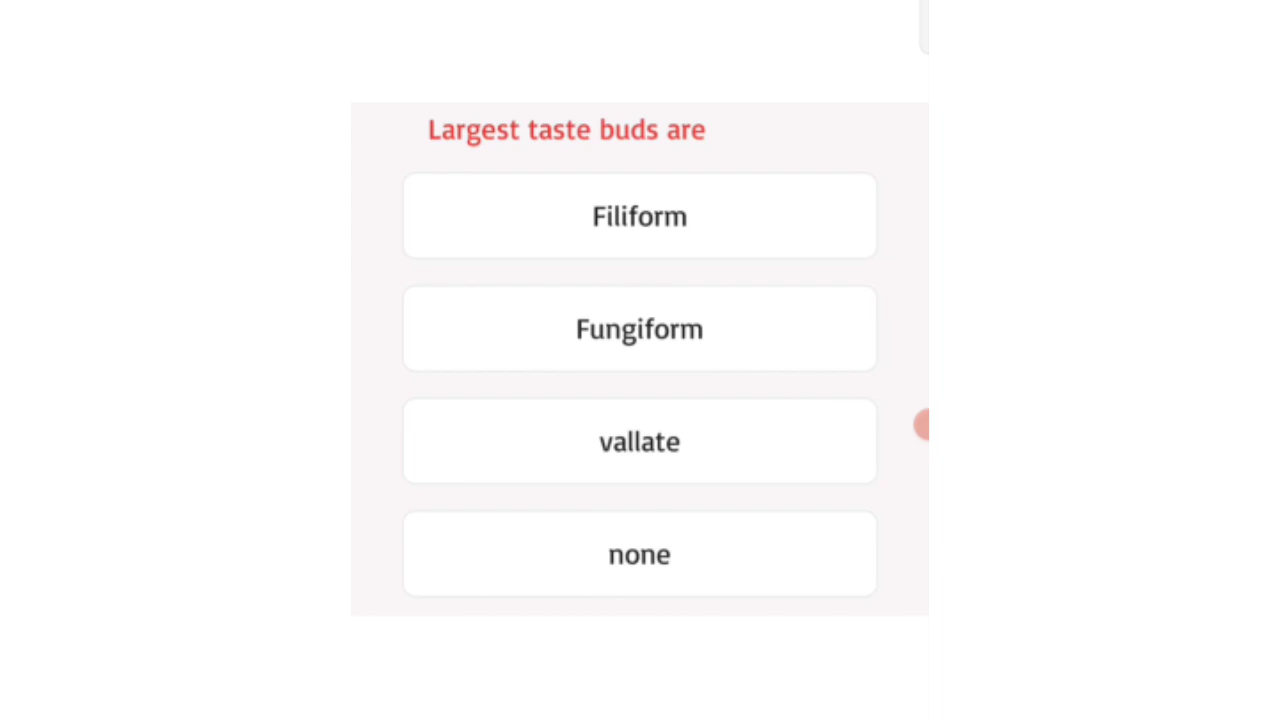 Largest taste buds are
Filiform
Fungiform
vallate
none